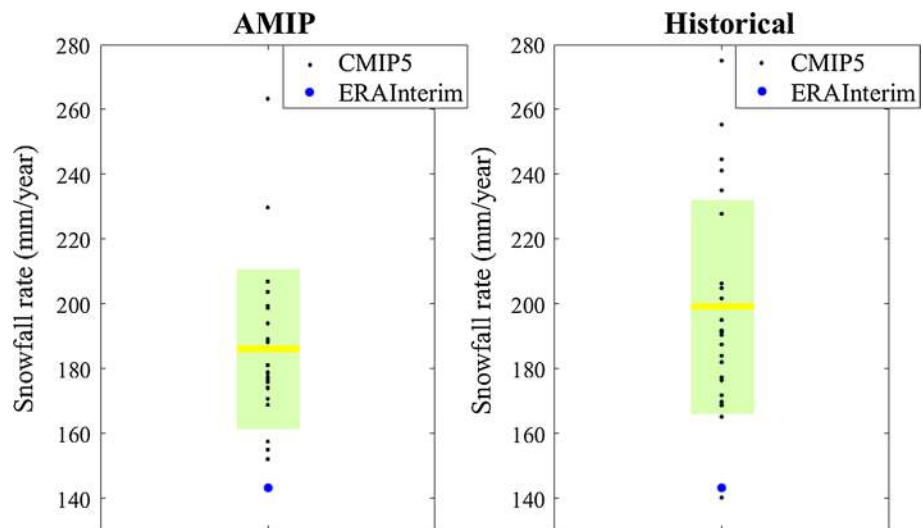 AMIP
Historical
280
260
240
220
200
180
160
140
Snowfall rate (mm/year)
CMIP5
ERAInterim
280
260
240
220
200
180
160
140
Snowfall rate (mm/year)
CMIP5
ERAInterim